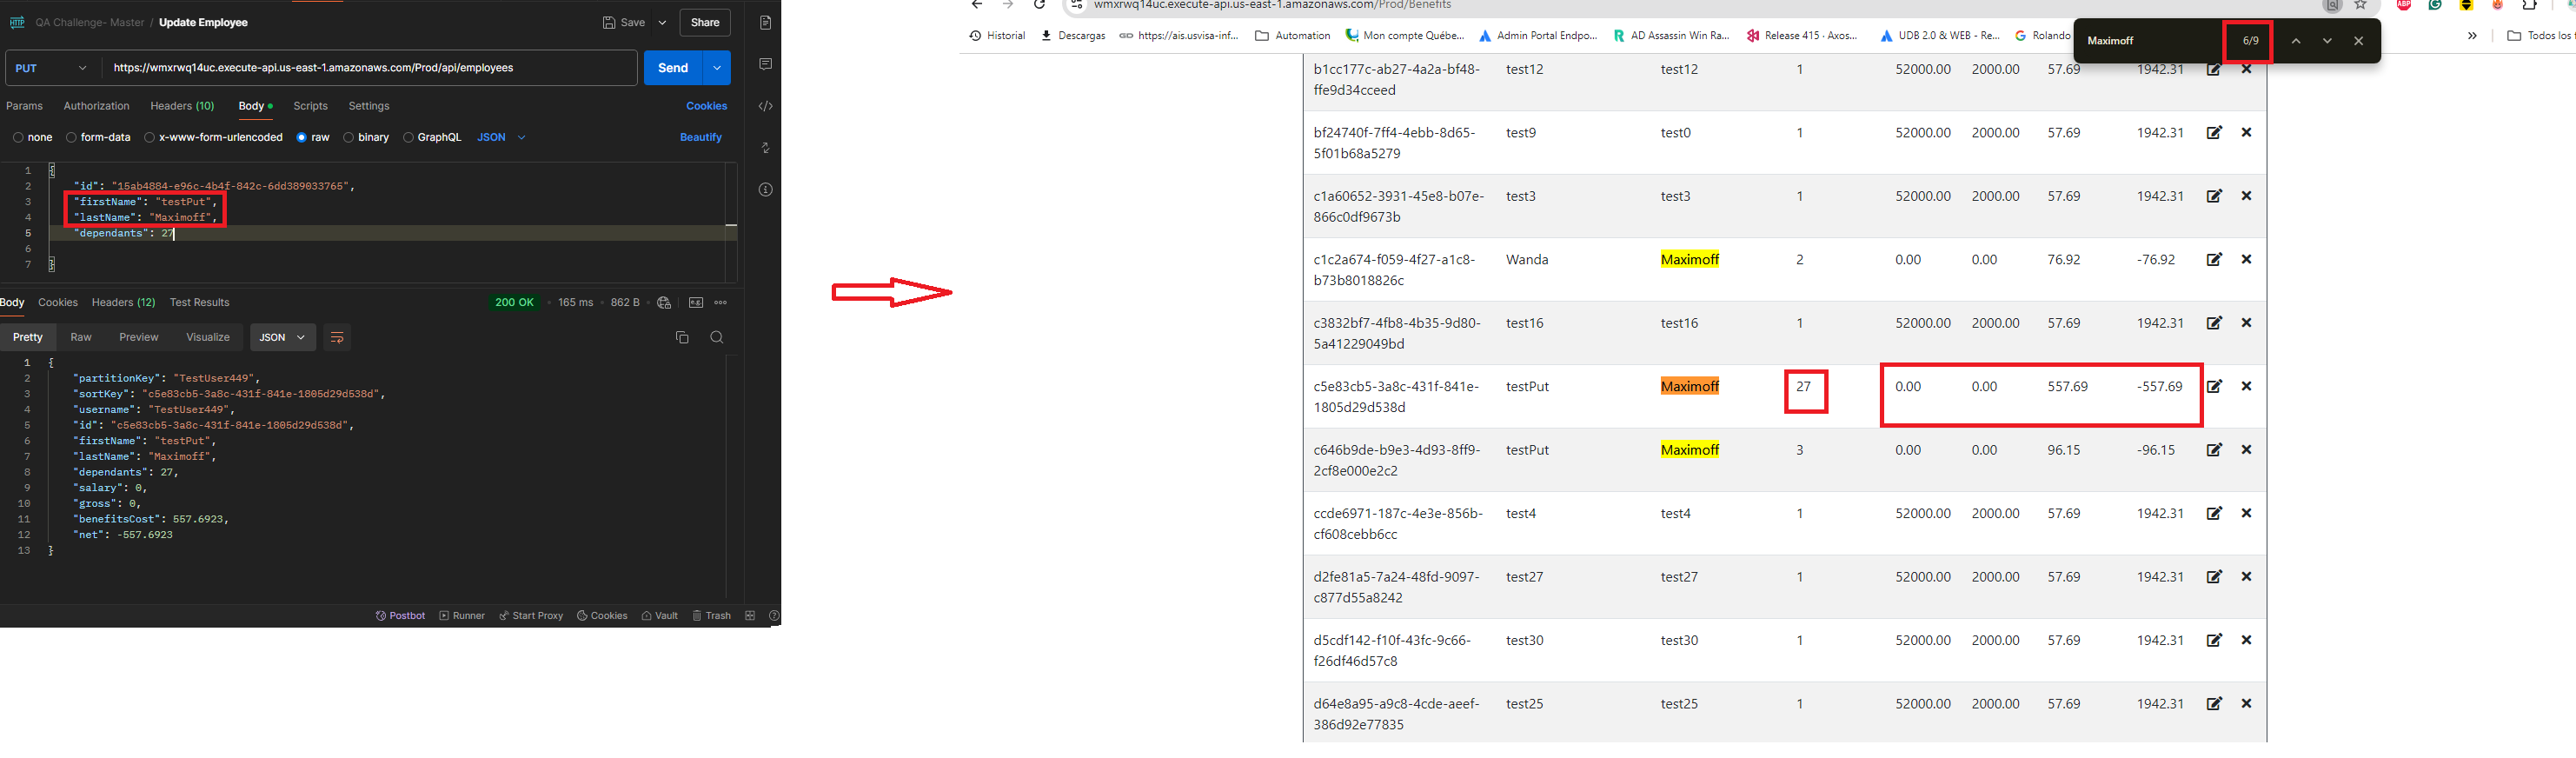 QA Challenge- Master / Update Employee
Save
Share
PUT
https://wmxrwq14uc.execute-api.us-east-1.amazonaws.com/Prod/api/employees
Send
Params Authorization Headers (10) Body Scripts Settings Cookies
none form-data x-www-form-urlencoded raw binary GraphQL JSON Beautify
1 {
2 "id": "15ab4884-e96c-4b4f-842c-6dd389033765",
3 "firstName": "testPut",
4 "lastName": "Maximoff",
5 "dependants": 27
6
7 }
Body Cookies Headers (12) Test Results 200 OK 165 ms 862 B
Pretty Raw Preview Visualize JSON
1 {
2 "partitionKey": "TestUser449",
3 "sortKey": "c5e83cb5-3a8c-431f-841e-1805d29d538d",
4 "username": "TestUser449",
5 "id": "c5e83cb5-3a8c-431f-841e-1805d29d538d",
6 "firstName": "testPut",
7 "lastName": "Maximoff",
8 "dependants": 27,
9 "salary": 0,
10 "gross": 0,
11 "benefitsCost": 557.6923,
12 "net": -557.6923
13 }
Postbot Runner Start Proxy Cookies Vault Trash
wmxrwq14uc.execute-api.us-east-1.amazonaws.com/Prod/Benefits
Historial Descargas https://ais.usvisa-inf... Automation Mon compte Québe... Admin Portal Endpo... AD Assassin Win Ra... Release 415 · Axos... UDB 2.0 & WEB - Re... Rolando » Todos los
Maximoff 6/9
b1cc177c-ab27-4a2a-bf48- test12 test12 1 52000.00 2000.00 57.69 1942.31
ffe9d34cceed
bf24740f-7ff4-4ebb-8d65- test9 test0 1 52000.00 2000.00 57.69 1942.31
5f01b68a5279
c1a60652-3931-45e8-b07e- test3 test3 1 52000.00 2000.00 57.69 1942.31
866c0df9673b
c1c2a674-f059-4f27-a1c8- Wanda Maximoff 2 0.00 0.00 76.92 -76.92
b73b8018826c
c3832bf7-4fb8-4b35-9d80- test16 test16 1 52000.00 2000.00 57.69 1942.31
5a41229049bd
c5e83cb5-3a8c-431f-841e- testPut Maximoff 27 0.00 0.00 557.69 -557.69
1805d29d538d
c646b9de-b9e3-4d93-8ff9- testPut Maximoff 3 0.00 0.00 96.15 -96.15
2cf8e000e2c2
ccde6971-187c-4e3e-856b- test4 test4 1 52000.00 2000.00 57.69 1942.31
cf608cebb6cc
d2fe81a5-7a24-48fd-9097- test27 test27 1 52000.00 2000.00 57.69 1942.31
c877d55a8242
d5cdf142-f10f-43fc-9c66- test30 test30 1 52000.00 2000.00 57.69 1942.31
f26df46d57c8
d64e8a95-a9c8-4cde-aeef- test25 test25 1 52000.00 2000.00 57.69 1942.31
386d92e77835